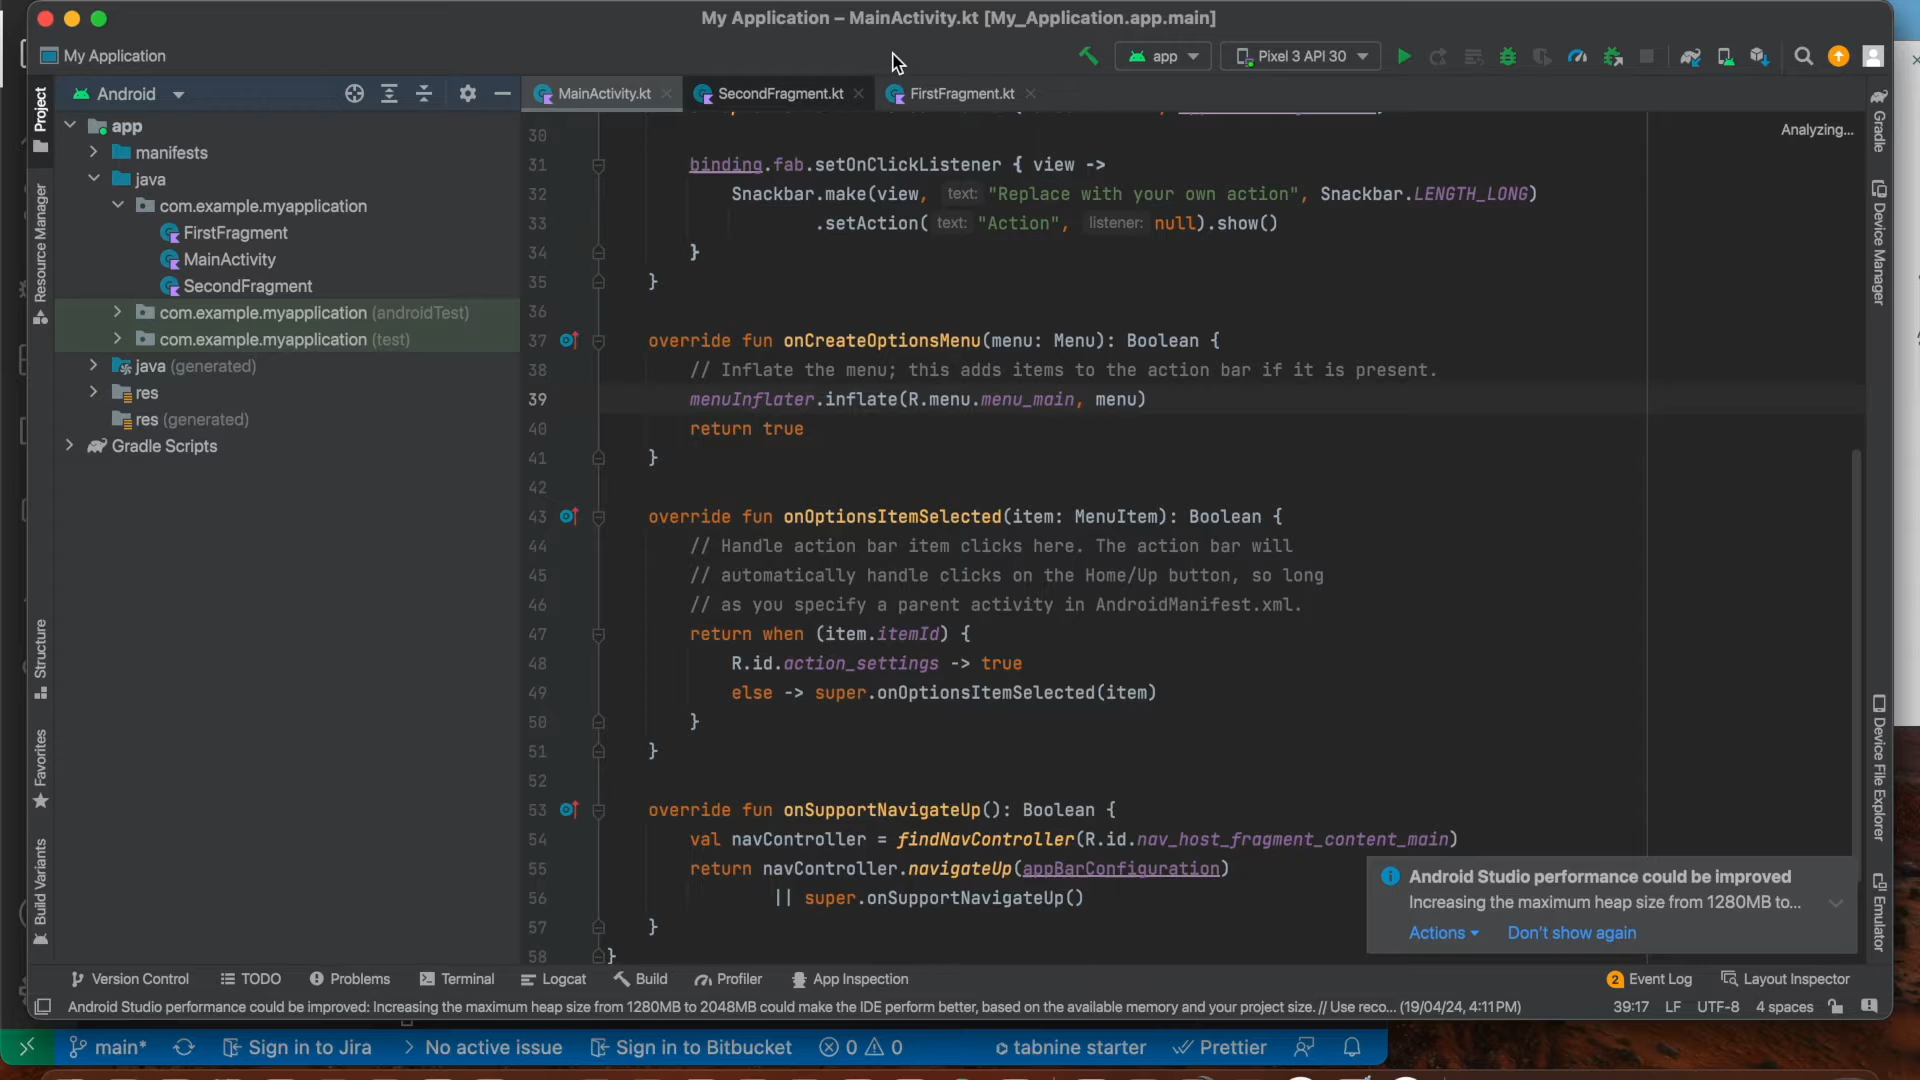 My Application – MainActivity.kt [My_Application.app.main]
My Application
app
Pixel 3 API 30
Android
MainActivity.kt
SecondFragment.kt
FirstFragment.kt
Analyzing...
Project
Resource Manager
Structure
Favorites
Build Variants
app
manifests
java
com.example.myapplication
FirstFragment
MainActivity
SecondFragment
com.example.myapplication (androidTest)
com.example.myapplication (test)
java (generated)
res
res (generated)
Gradle Scripts
30
31 binding.fab.setOnClickListener { view ->
32 Snackbar.make(view, text: "Replace with your own action", Snackbar.LENGTH_LONG)
33 .setAction( text: "Action", listener: null).show()
34 }
35 }
36
37 override fun onCreateOptionsMenu(menu: Menu): Boolean {
38 // Inflate the menu; this adds items to the action bar if it is present.
39 menuInflater.inflate(R.menu.menu_main, menu)
40 return true
41 }
42
43 override fun onOptionsItemSelected(item: MenuItem): Boolean {
44 // Handle action bar item clicks here. The action bar will
45 // automatically handle clicks on the Home/Up button, so long
46 // as you specify a parent activity in AndroidManifest.xml.
47 return when (item.itemId) {
48 R.id.action_settings -> true
49 else -> super.onOptionsItemSelected(item)
50 }
51 }
52
53 override fun onSupportNavigateUp(): Boolean {
54 val navController = findNavController(R.id.nav_host_fragment_content_main)
55 return navController.navigateUp(appBarConfiguration)
56 || super.onSupportNavigateUp()
57 }
58 }
Gradle
Device Manager
Device File Explorer
Emulator
Android Studio performance could be improved
Increasing the maximum heap size from 1280MB to...
Actions
Don't show again
Version Control
TODO
Problems
Terminal
Logcat
Build
Profiler
App Inspection
2 Event Log
Layout Inspector
Android Studio performance could be improved: Increasing the maximum heap size from 1280MB to 2048MB could make the IDE perform better, based on the available memory and your project size. // Use reco... (19/04/24, 4:11 PM)
39:17 LF UTF-8 4 spaces
main*
Sign in to Jira
No active issue
Sign in to Bitbucket
0 0
tabnine starter
Prettier